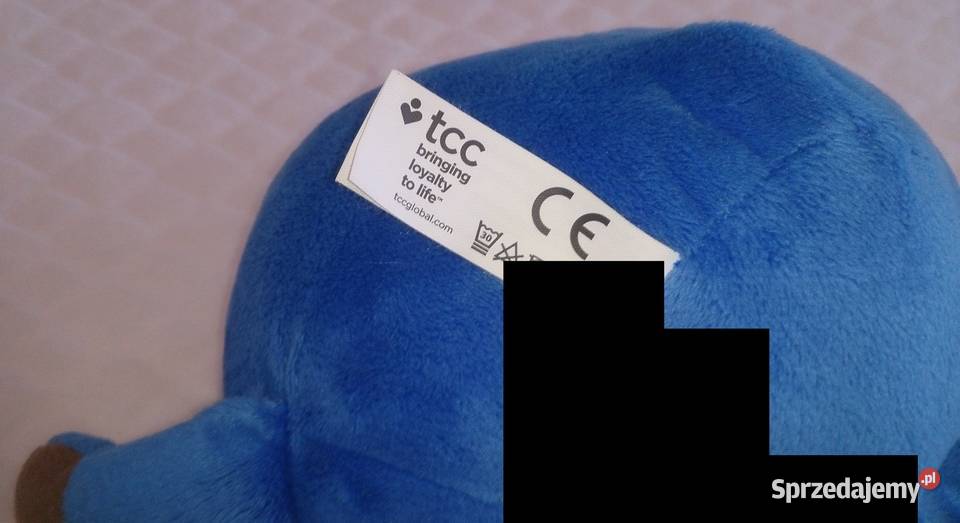 tcc
bringing
loyalty
to life™
tccglobal.com
CE
30
Sprzedajemy.pl